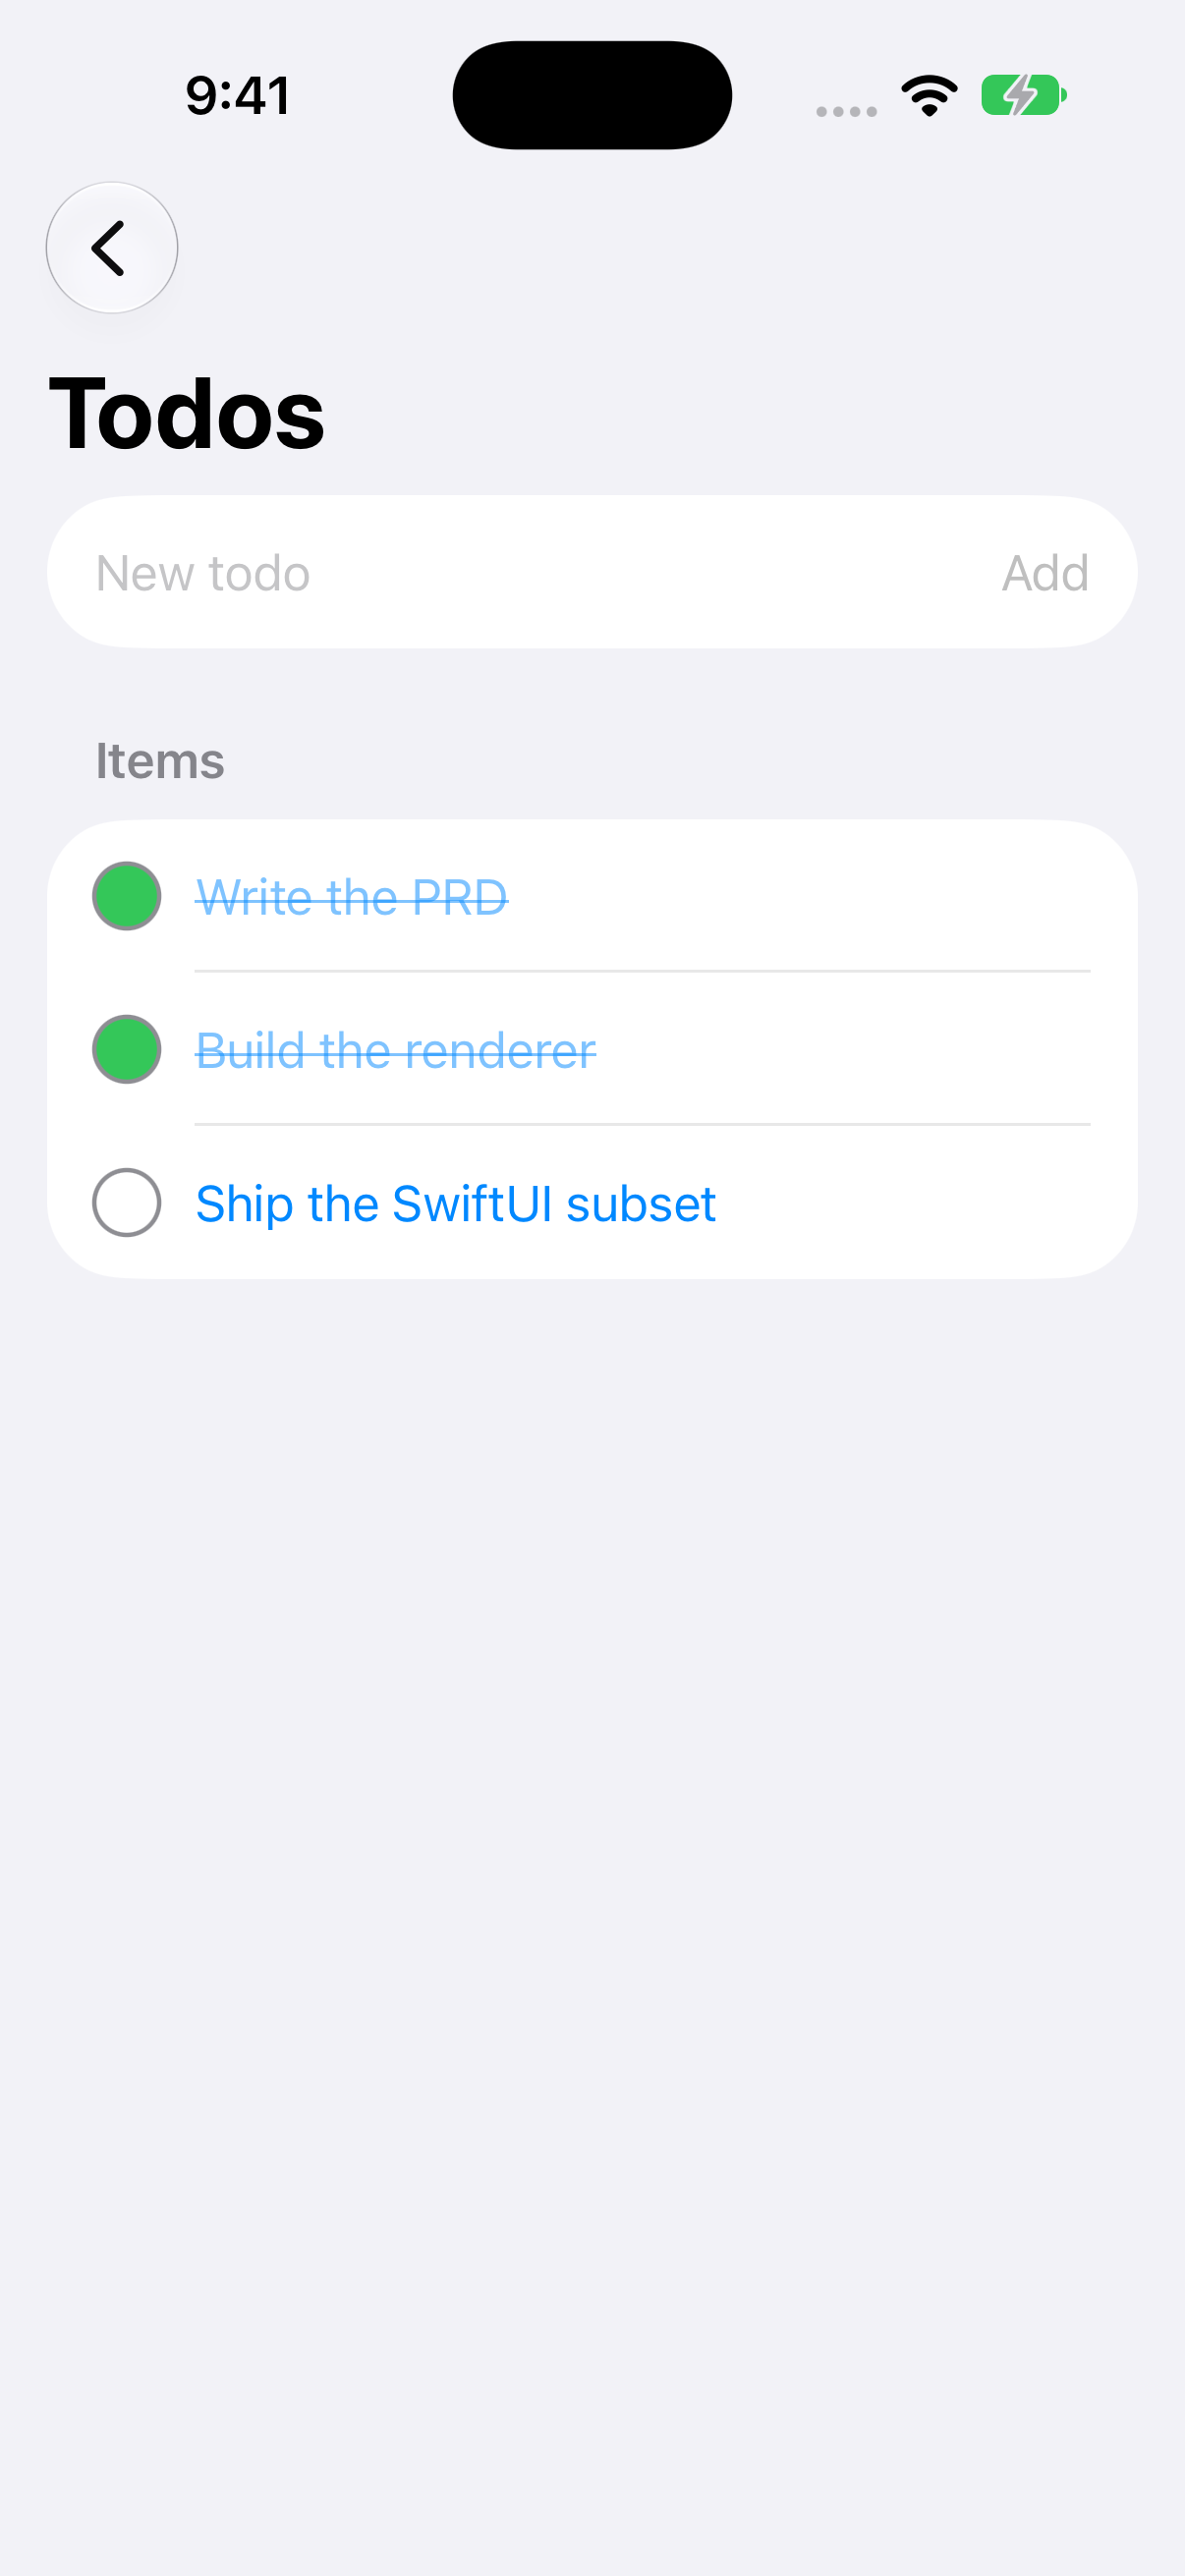 9:41
Todos
New todo
Add
Items
Write the PRD
Build the renderer
Ship the SwiftUI subset